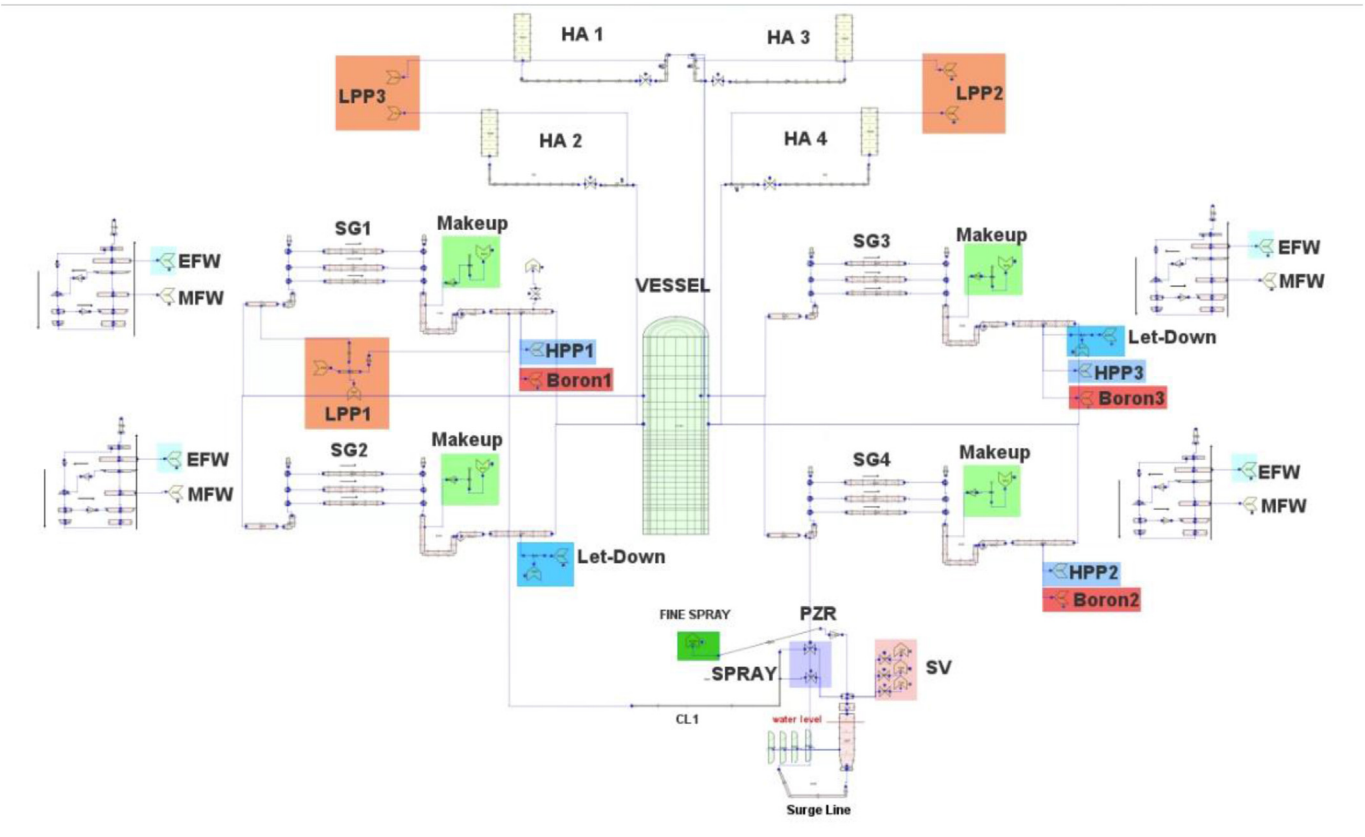 HA 1
HA 3
LPP3
LPP2
HA 2
HA 4
SG1
Makeup
SG3
Makeup
EFW
EFW
MFW
VESSEL
MFW
HPP1
Let-Down
Boron1
HPP3
LPP1
Boron3
SG2
Makeup
SG4
Makeup
EFW
EFW
MFW
MFW
Let-Down
HPP2
Boron2
FINE SPRAY
PZR
SPRAY
SV
CL1
water level
Surge Line